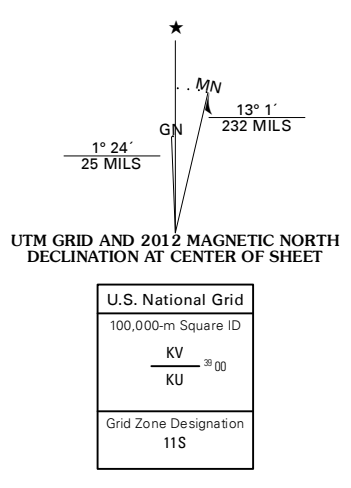 ★
MN
GN
13° 1´
232 MILS
1° 24´
25 MILS
UTM GRID AND 2012 MAGNETIC NORTH
DECLINATION AT CENTER OF SHEET
U.S. National Grid
100,000-m Square ID
KV
39 00
KU
Grid Zone Designation
11S